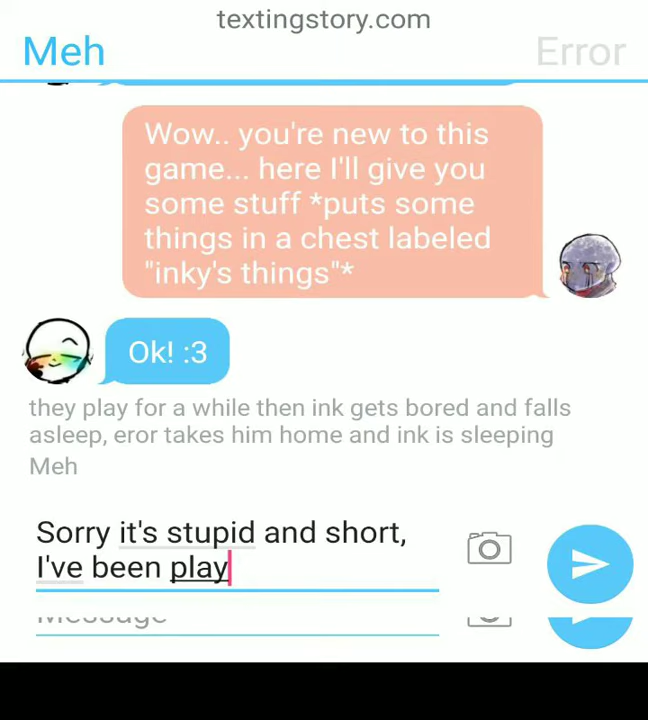 textingstory.com
Meh
Error
Wow.. you're new to this
game... here I'll give you
some stuff *puts some
things in a chest labeled
"inky's things"*
Ok! :3
they play for a while then ink gets bored and falls
asleep, eror takes him home and ink is sleeping
Meh
Sorry it's stupid and short,
I've been play
Message